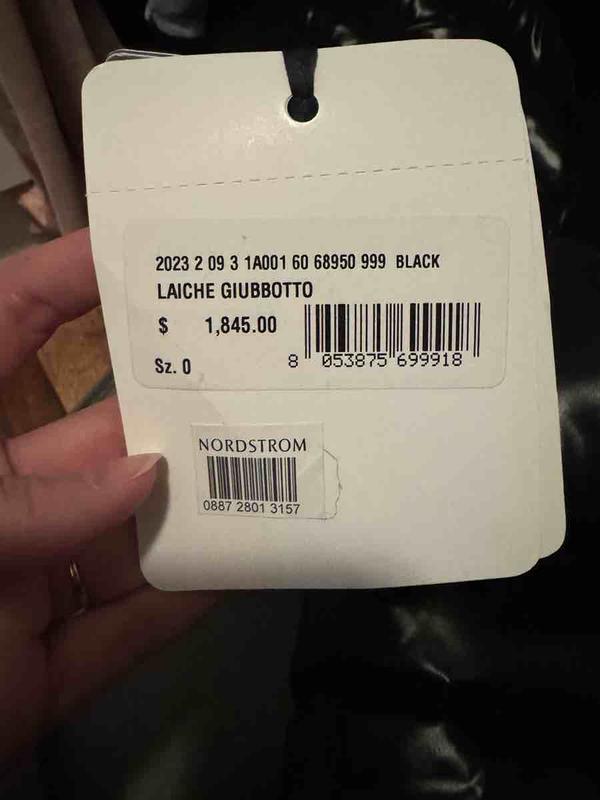 2023 2 09 3 1A001 60 68950 999 BLACK
LAICHE GIUBBOTTO
$ 1,845.00
Sz. 0
8 053875 699918
NORDSTROM
0887 2801 3157